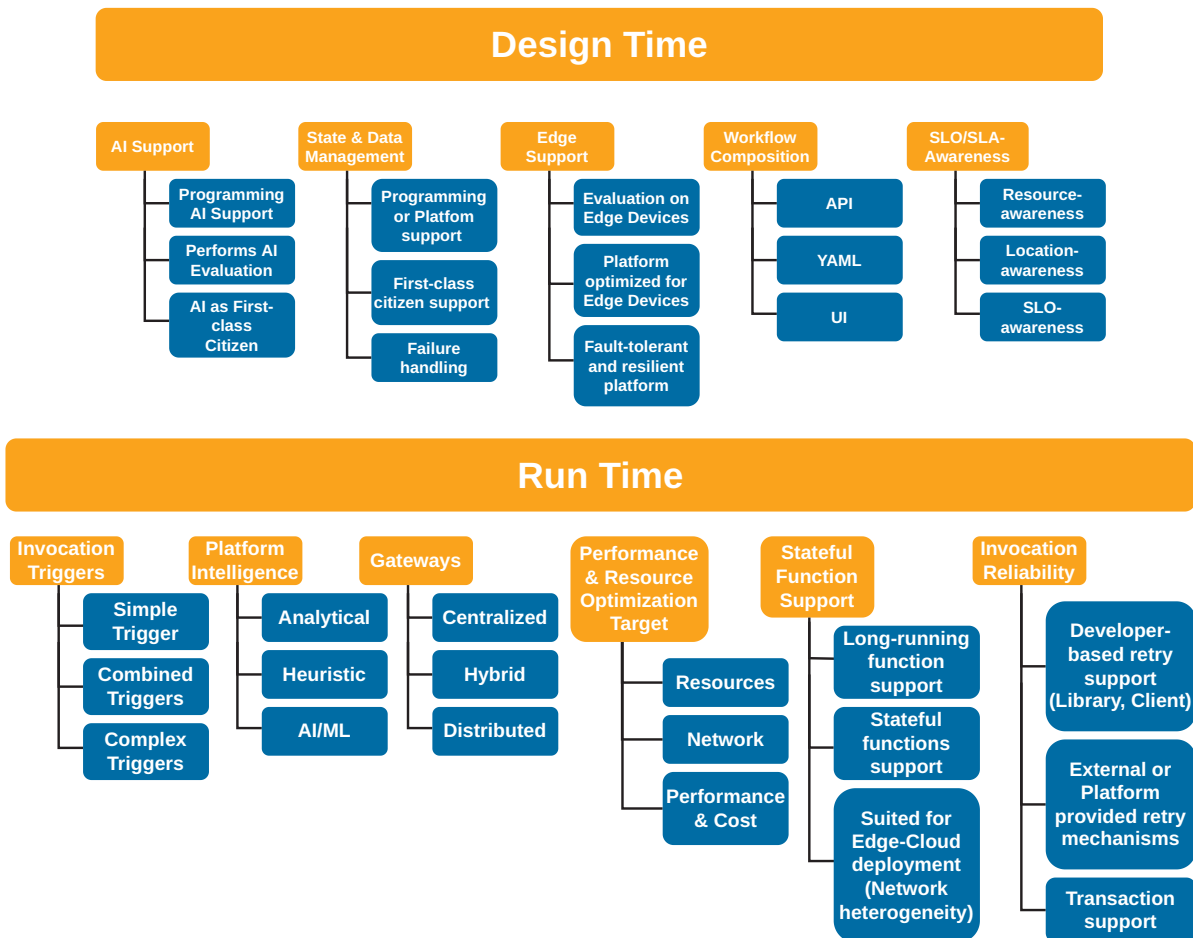 Design Time
AI Support
Programming
AI Support
Performs AI
Evaluation
AI as First-
class
Citizen
State & Data
Management
Programming
or Platfom
support
First-class
citizen support
Failure
handling
Edge
Support
Evaluation on
Edge Devices
Platform
optimized for
Edge Devices
Fault-tolerant
and resilient
platform
Workflow
Composition
API
YAML
UI
SLO/SLA-
Awareness
Resource-
awareness
Location-
awareness
SLO-
awareness
Run Time
Invocation
Triggers
Simple
Trigger
Combined
Triggers
Complex
Triggers
Platform
Intelligence
Analytical
Heuristic
AI/ML
Gateways
Centralized
Hybrid
Distributed
Performance
& Resource
Optimization
Target
Resources
Network
Performance
& Cost
Stateful
Function
Support
Long-running
function
support
Stateful
functions
support
Suited for
Edge-Cloud
deployment
(Network
heterogeneity)
Invocation
Reliability
Developer-
based retry
support
(Library, Client)
External or
Platform
provided retry
mechanisms
Transaction
support